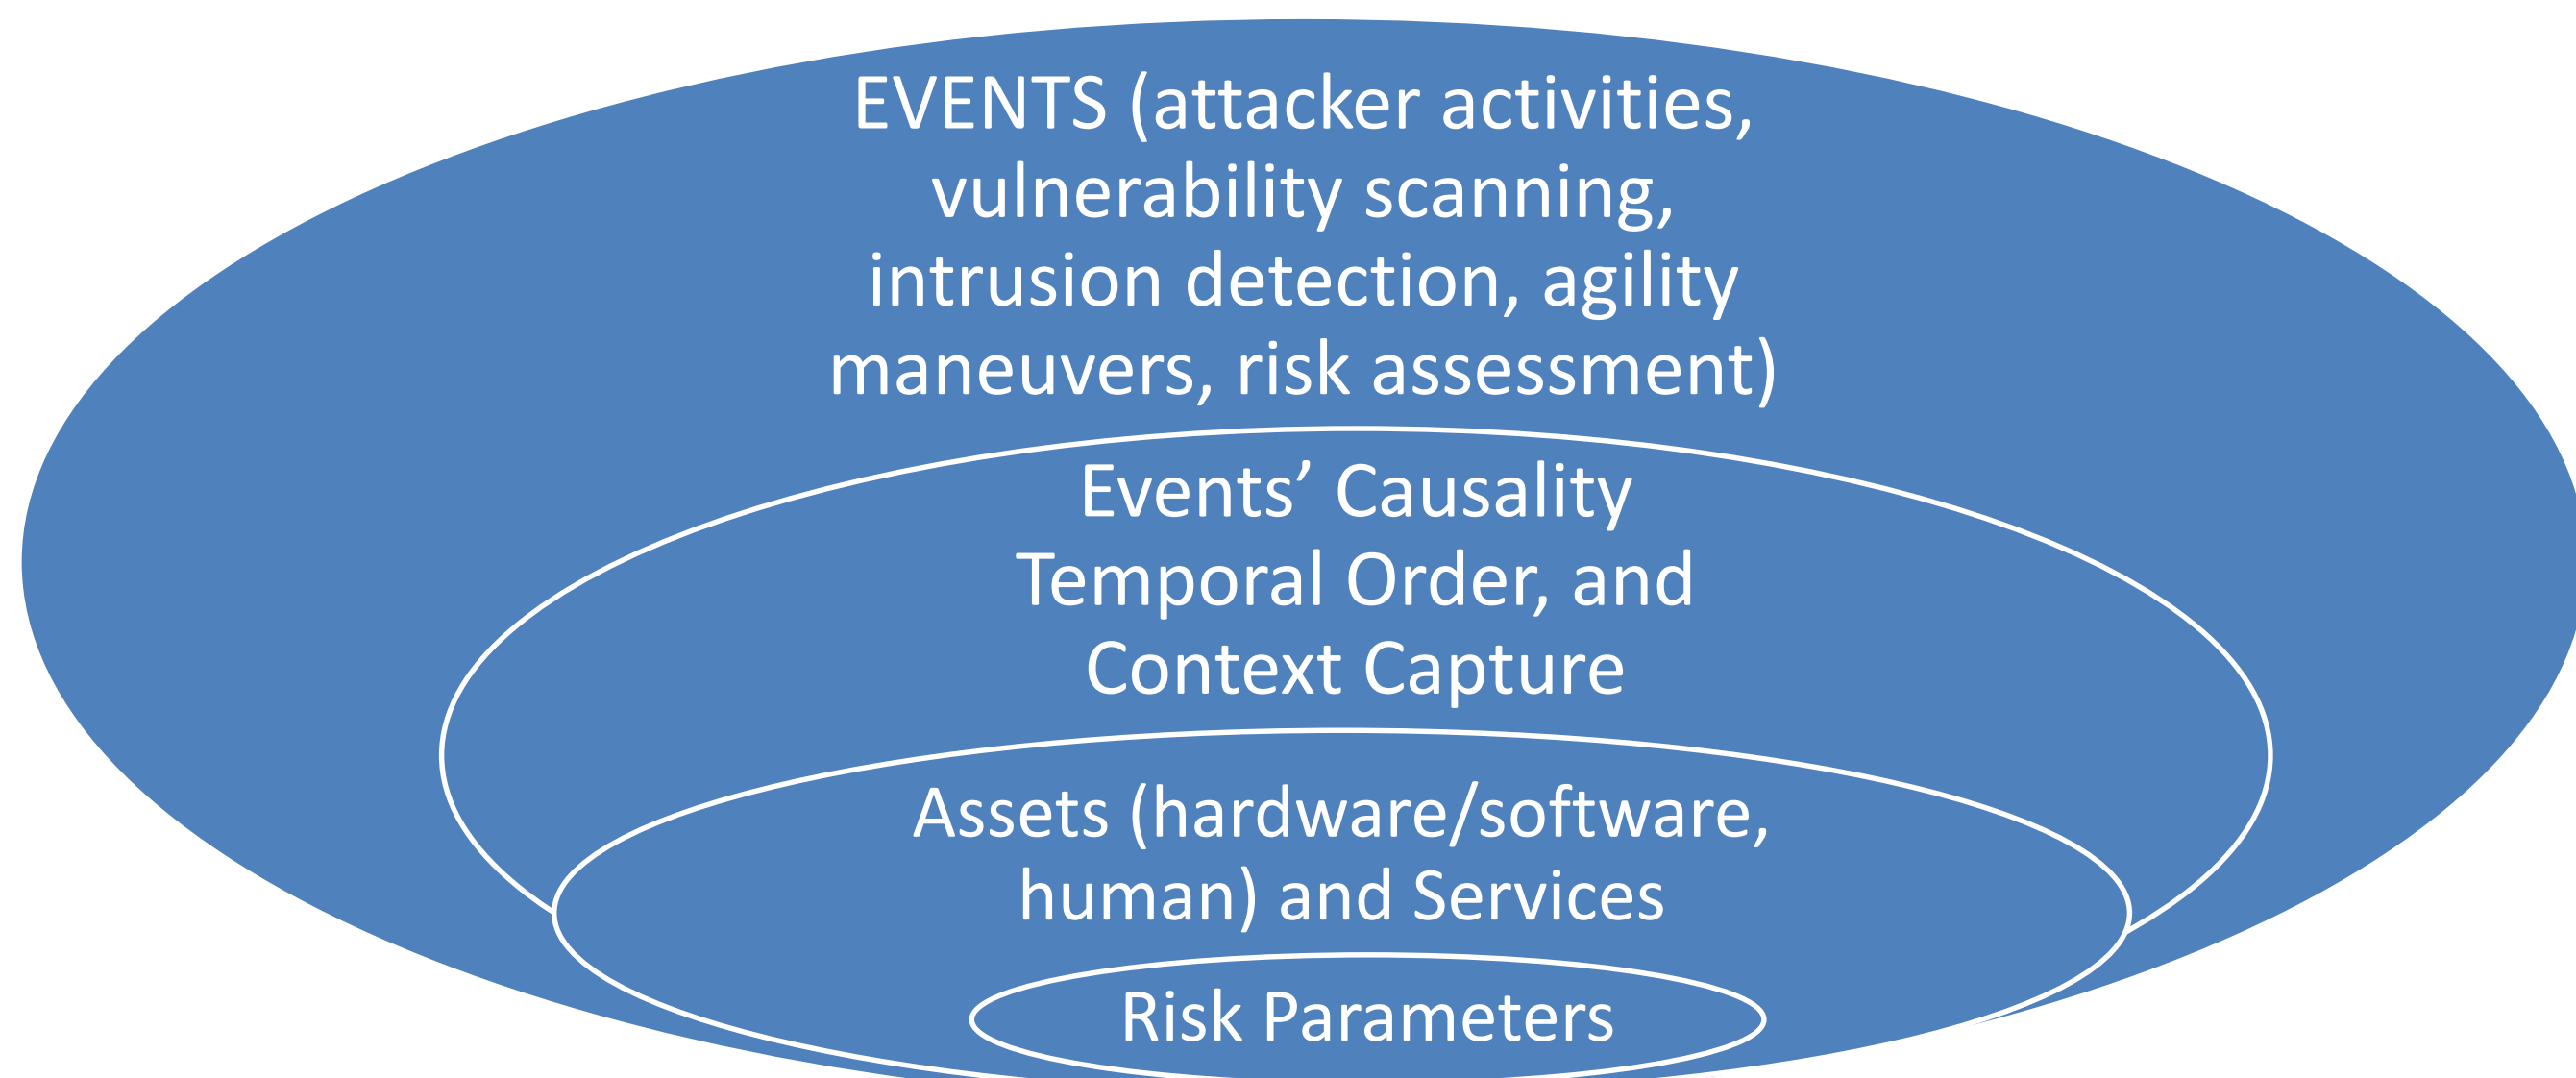 EVENTS (attacker activities,
vulnerability scanning,
intrusion detection, agility
maneuvers, risk assessment)
Events’ Causality
Temporal Order, and
Context Capture
Assets (hardware/software,
human) and Services
Risk Parameters